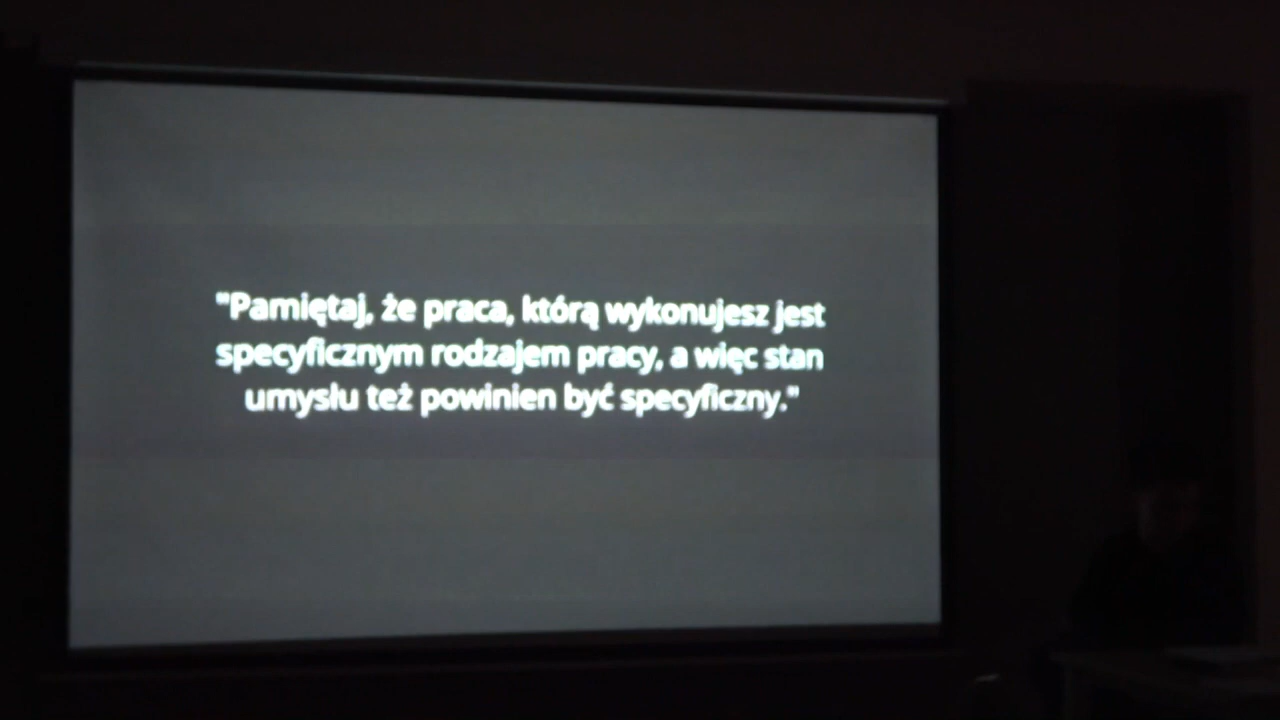 "Pamiętaj, że praca, którą wykonujesz jest
specyficznym rodzajem pracy, a więc stan
umysłu też powinien być specyficzny."